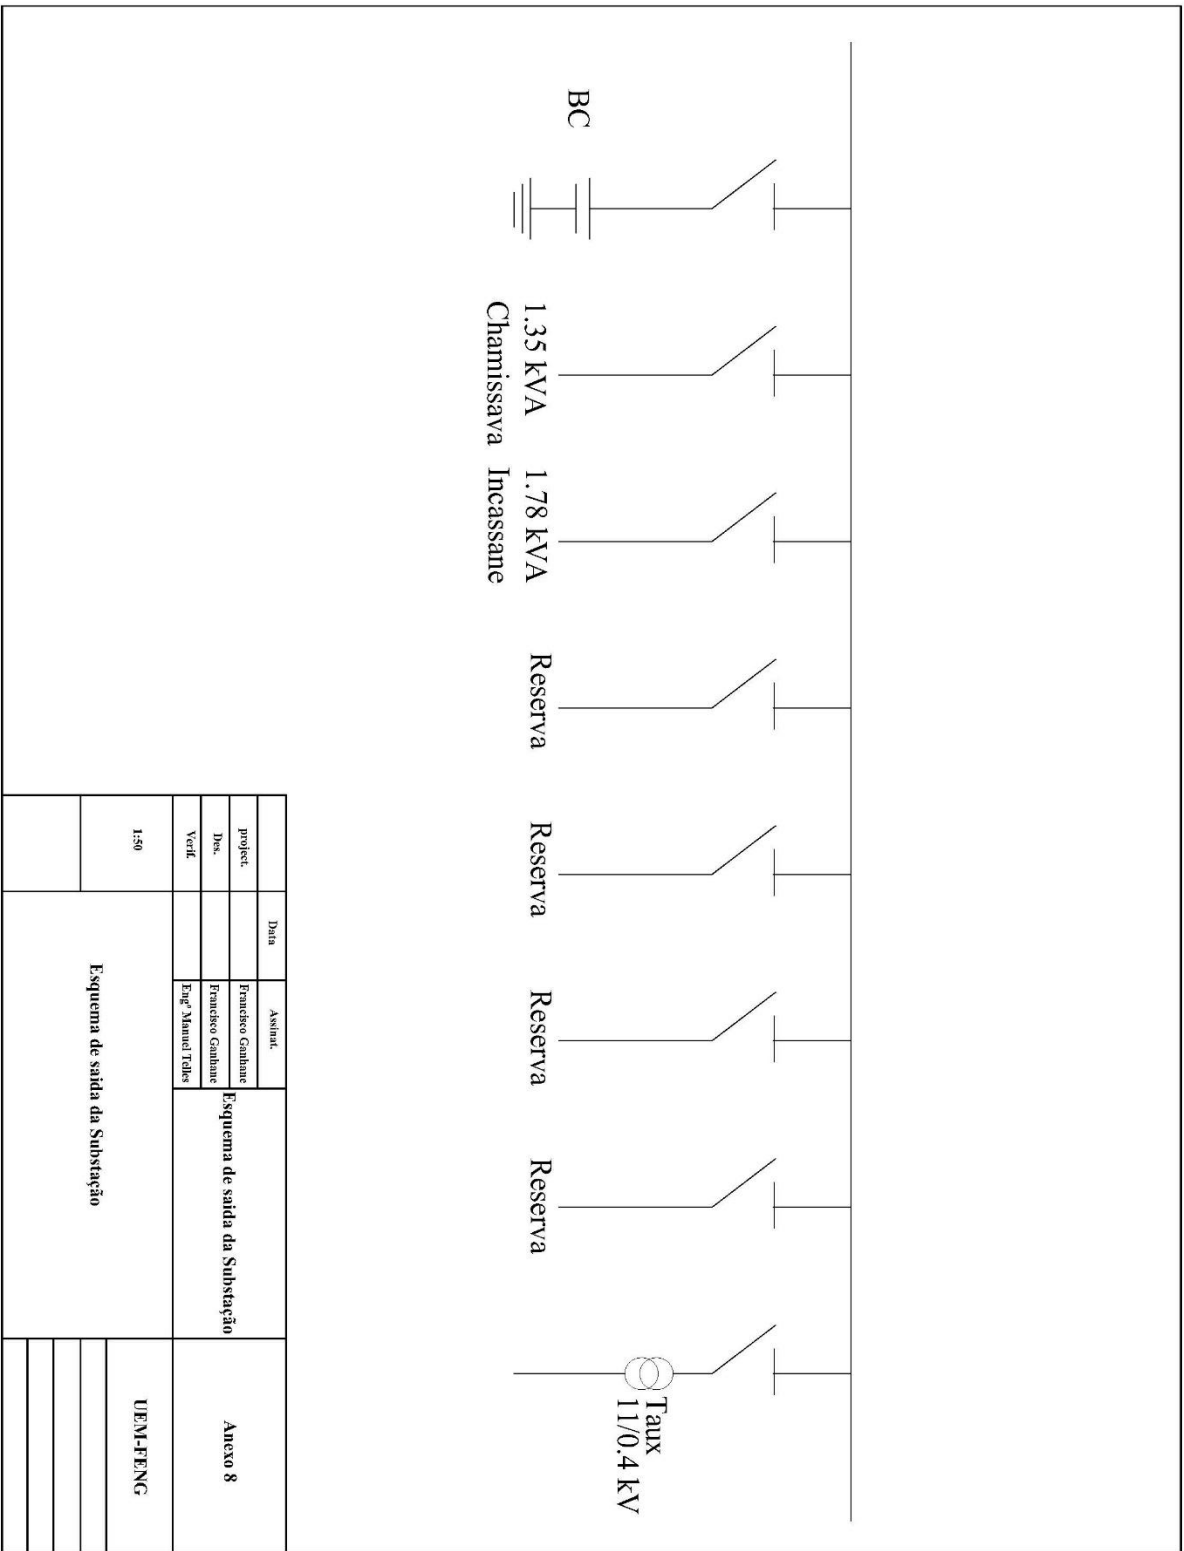 BC
1.35 kVA
Chamissava
1.78 kVA
Incassane
Reserva
Reserva
Reserva
Reserva
Taux
11/0.4 kV
Data
Assinat.
project.
Francisco Ganhane
Des.
Francisco Ganhane
Verif.
Engº Manuel Telles
Esquema de saida da Substação
Anexo 8
1:50
Esquema de saida da Substação
UEM-FENG